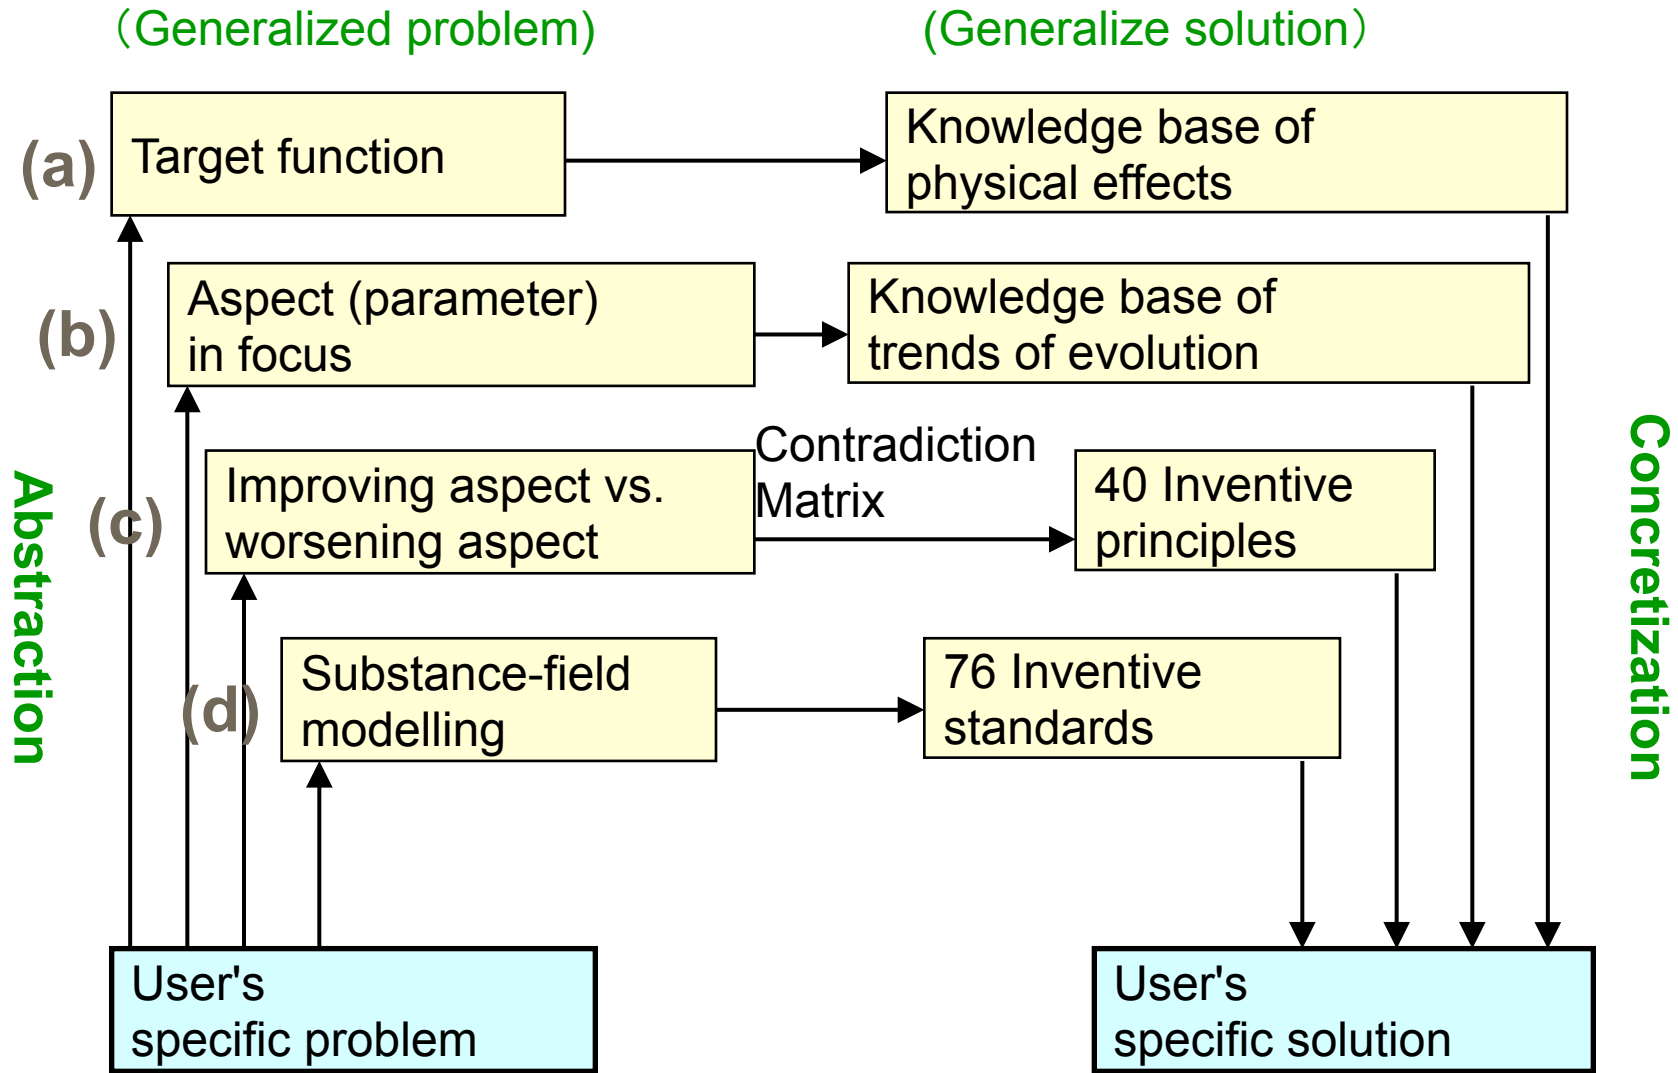 （Generalized problem)
(Generalize solution）
(a)
Target function
Knowledge base of
physical effects
(b)
Aspect (parameter)
in focus
Knowledge base of
trends of evolution
(c)
Improving aspect vs.
worsening aspect
Contradiction
Matrix
40 Inventive
principles
(d)
Substance-field
modelling
76 Inventive
standards
Abstraction
Concretization
User's
specific problem
User's
specific solution